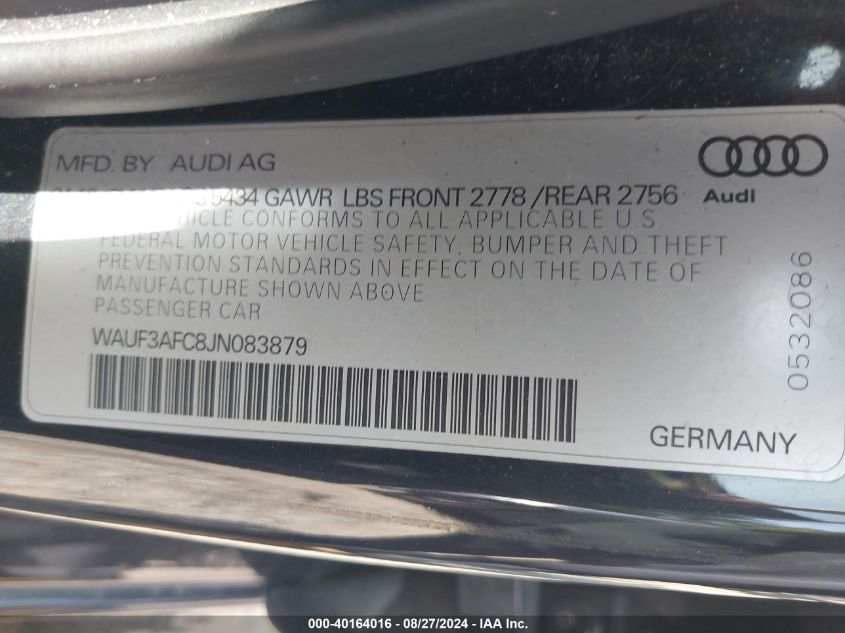 MFD. BY AUDI AG
5434 GAWR LBS FRONT 2778 /REAR 2756
Audi
CONFORMS TO ALL APPLICABLE U.S
FEDERAL MOTOR VEHICLE SAFETY, BUMPER AND THEFT
PREVENTION STANDARDS IN EFFECT ON THE DATE OF
MANUFACTURE SHOWN ABOVE
PASSENGER CAR
WAUF3AFC8JN083879
0532086
GERMANY
000-40164016 - 08/27/2024 - IAA Inc.